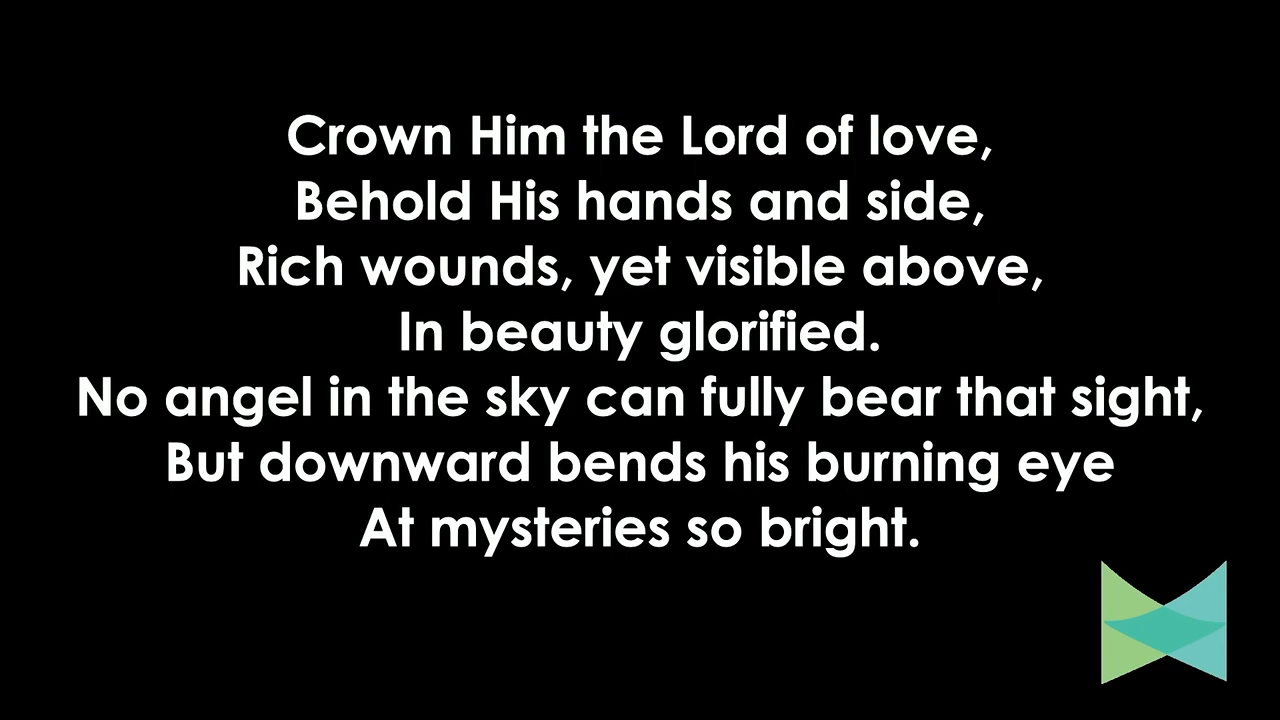 Crown Him the Lord of love,
Behold His hands and side,
Rich wounds, yet visible above,
In beauty glorified.
No angel in the sky can fully bear that sight,
But downward bends his burning eye
At mysteries so bright.